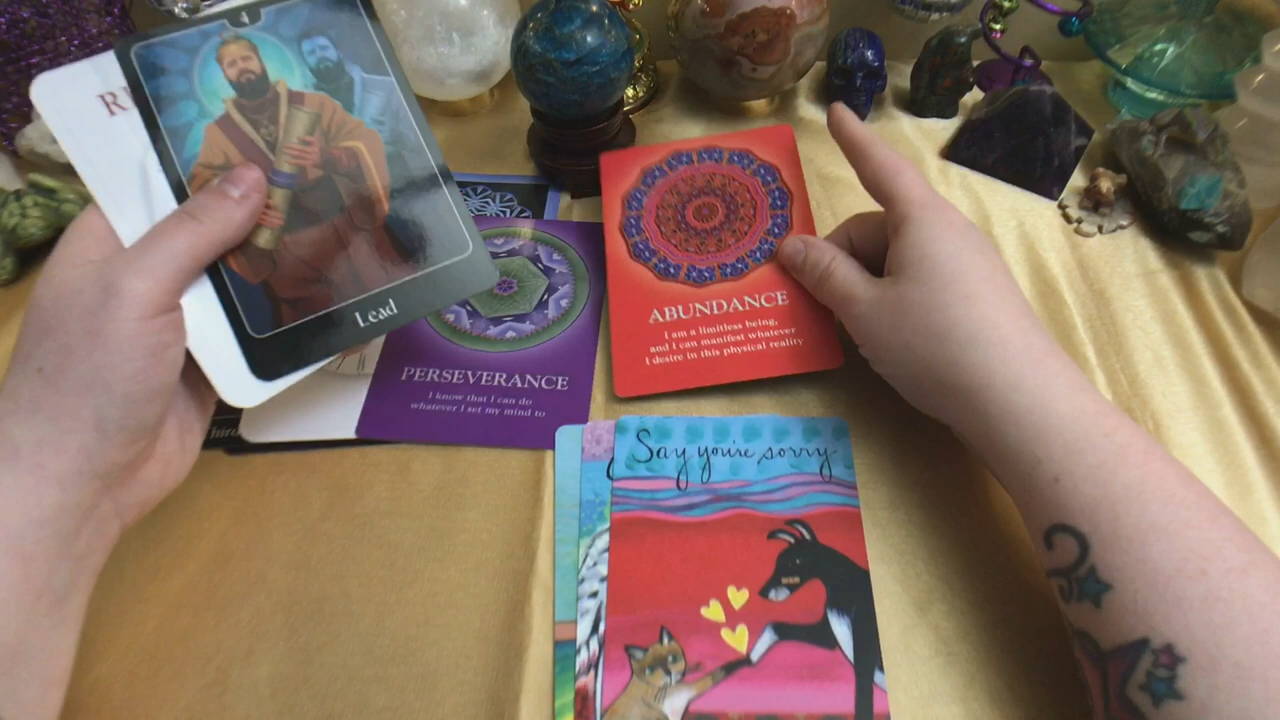 R
Lead
Third
PERSEVERANCE
I know that I can do
whatever I set my mind to
ABUNDANCE
I am a limitless being,
and I can manifest whatever
I desire in this physical reality
Say you're sorry